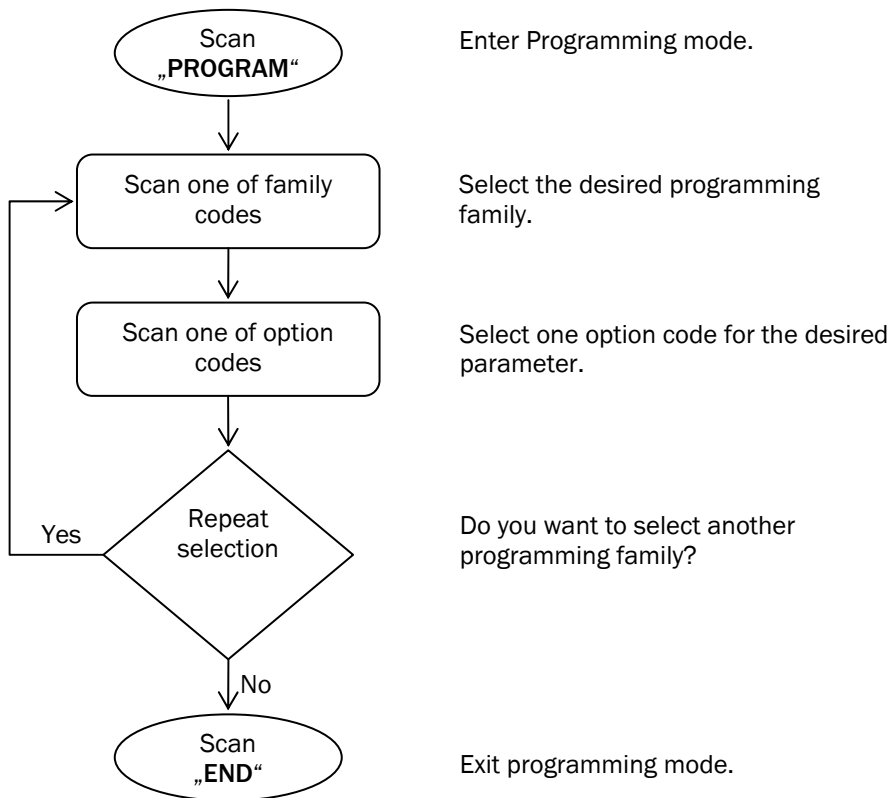 Scan
„PROGRAM“
Enter Programming mode.
Scan one of family
codes
Select the desired programming
family.
Scan one of option
codes
Select one option code for the desired
parameter.
Yes
Repeat
selection
Do you want to select another
programming family?
No
Scan
„END“
Exit programming mode.